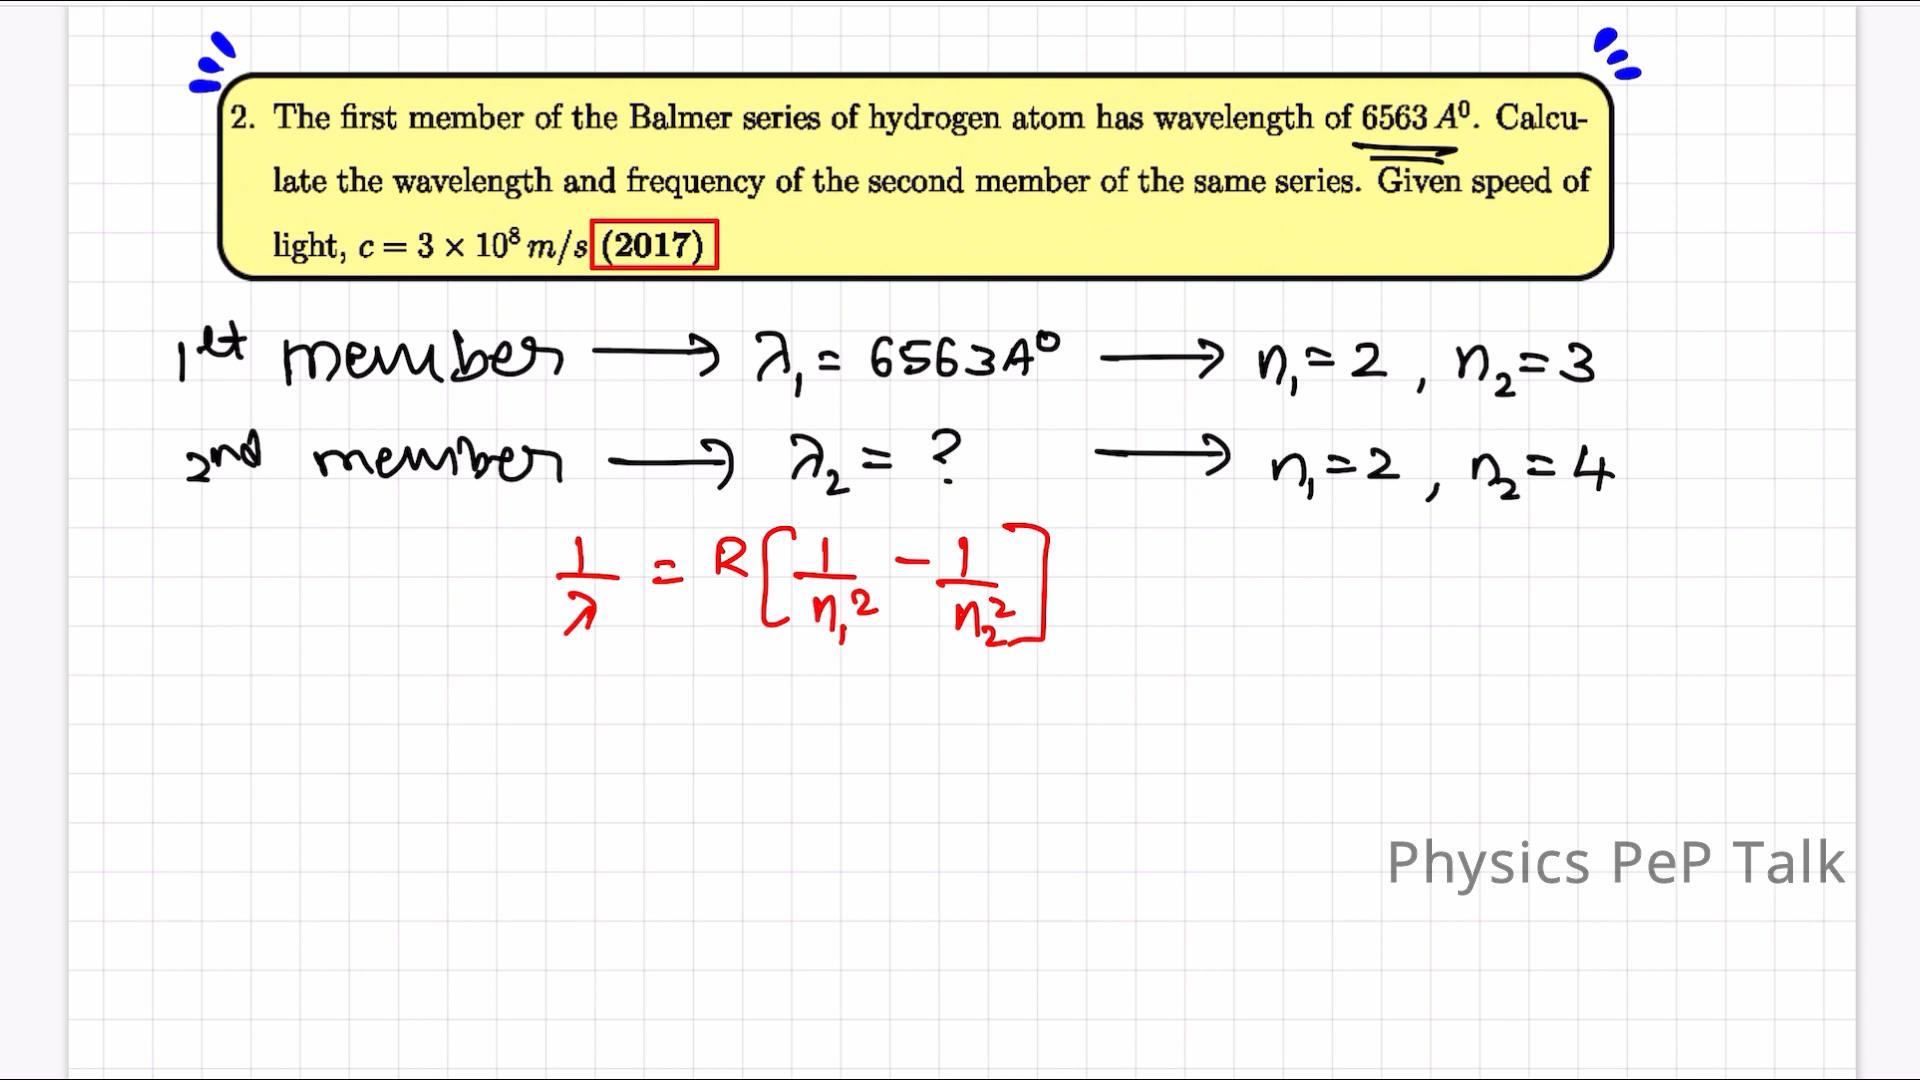 2. The first member of the Balmer series of hydrogen atom has wavelength of 6563 A⁰. Calcu-
late the wavelength and frequency of the second member of the same series. Given speed of
light, c = 3 × 10⁸ m/s (2017)
1st member → λ₁ = 6563A⁰ → n₁ = 2 , n₂ = 3
2nd member → λ₂ = ? → n₁ = 2 , n₂ = 4
1/λ = R[1/n₁² − 1/n₂²]
Physics PeP Talk